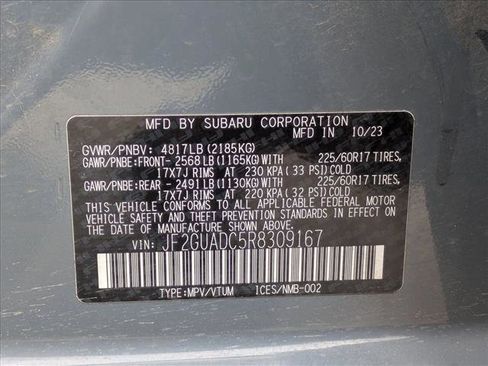 MFD BY SUBARU CORPORATION
MADE IN JAPAN 10/23
GVWR/PNBV: 4817LB (2185KG)
GAWR/PNBE:FRONT- 2568LB(1165KG)WITH 225/60R17 TIRES,
17X7J RIMS AT 230 KPA( 33 PSI)COLD
GAWR/PNBE:REAR - 2491LB(1130KG)WITH 225/60R17 TIRES,
17X7J RIMS AT 220 KPA( 32 PSI)COLD
THIS VEHICLE CONFORMS TO ALL APPLICABLE FEDERAL MOTOR
VEHICLE SAFETY AND THEFT PREVENTION STANDARDS IN EFFECT ON
THE DATE OF MANUFACTURE SHOWN ABOVE.
VIN: JF2GUADC5R8309167
TYPE:MPV/VTUM ICES/NMB-002